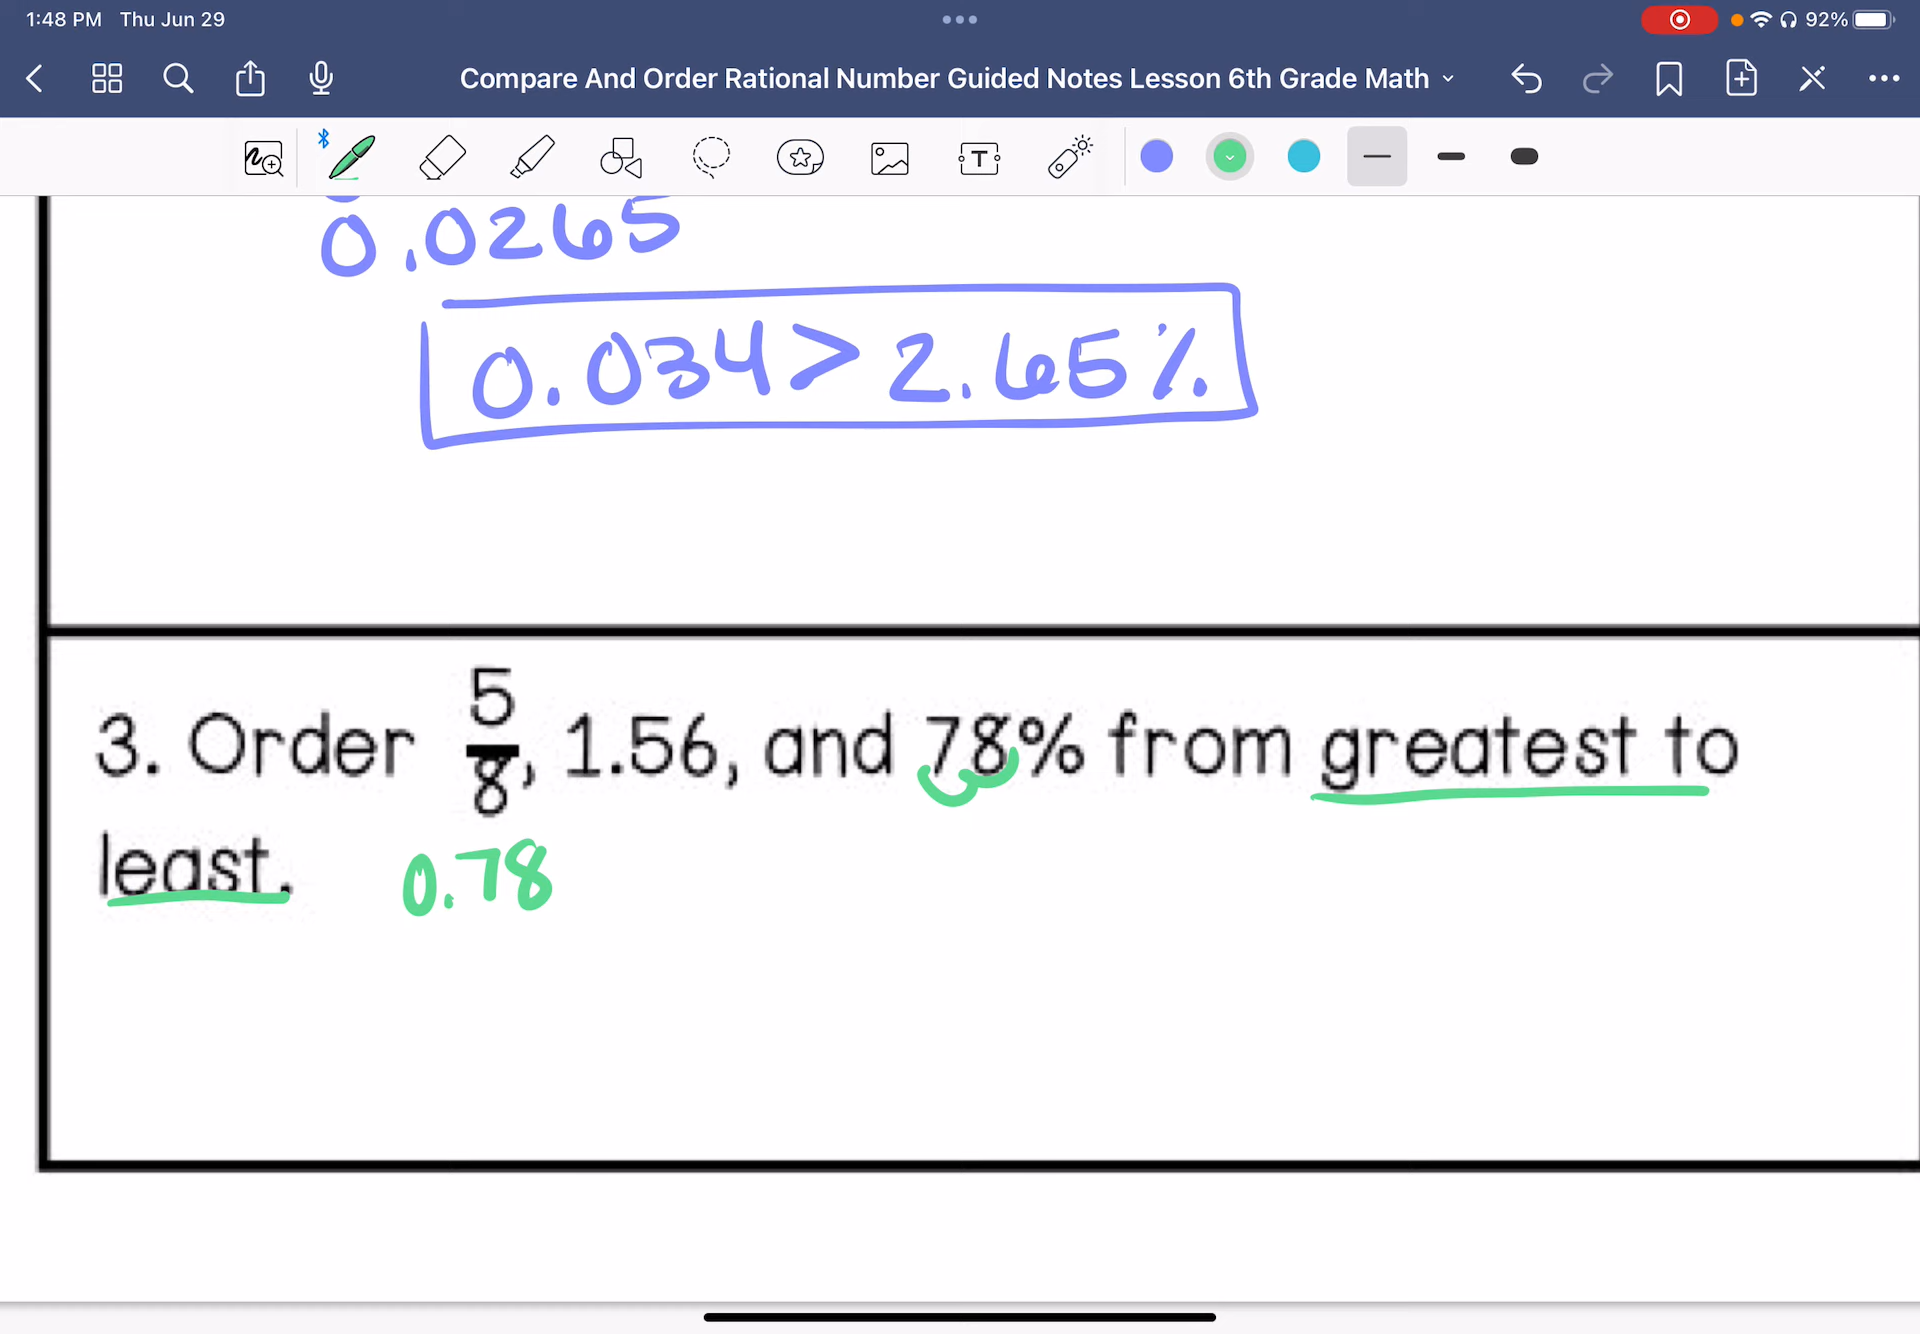 1:48 PM Thu Jun 29
92%
Compare And Order Rational Number Guided Notes Lesson 6th Grade Math
T
0.0265
0.034 > 2.65%
3. Order 5/8, 1.56, and 78% from greatest to
least. 0.78